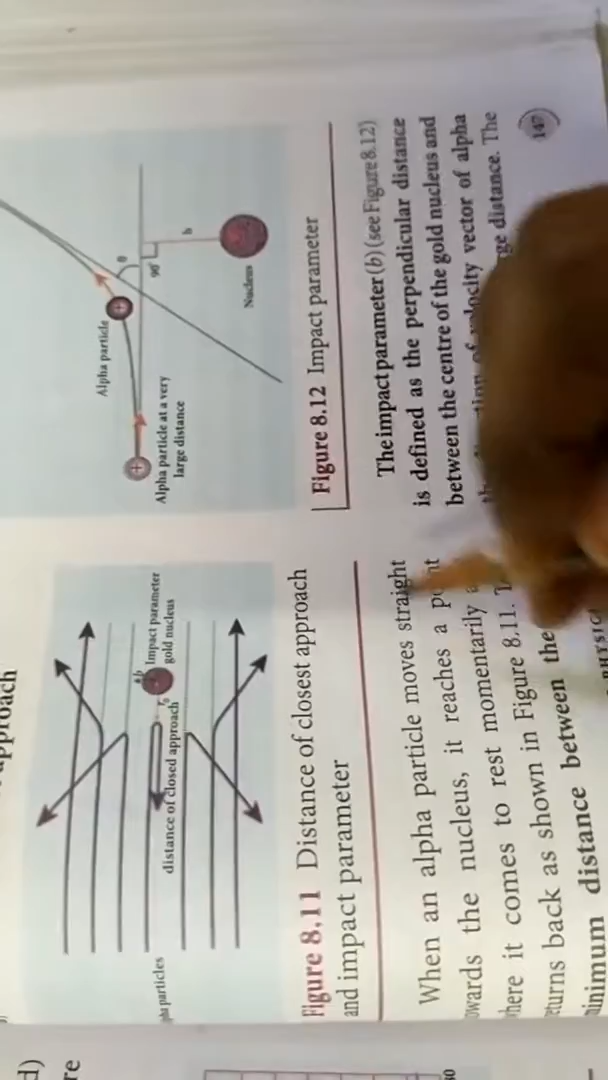 approach
alpha particles
distance of closed approach
r₀
b
Impact parameter
gold nucleus
Figure 8.11 Distance of closest approach
and impact parameter
When an alpha particle moves straight
towards the nucleus, it reaches a point
where it comes to rest momentarily
returns back as shown in Figure 8.11.
minimum distance between the
Alpha particle
Alpha particle at a very
large distance
θ
90°
b
Nucleus
Figure 8.12 Impact parameter
The impact parameter (b) (see Figure 8.12)
is defined as the perpendicular distance
between the centre of the gold nucleus and
velocity vector of alpha
distance. The
147
d)
re